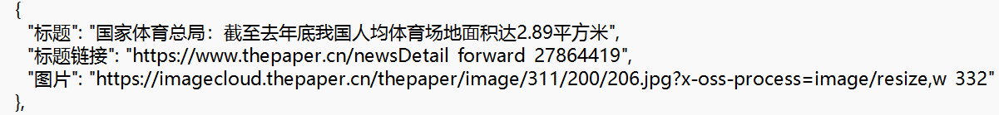 {
"标题": "国家体育总局：截至去年底我国人均体育场地面积达2.89平方米",
"标题链接": "https://www.thepaper.cn/newsDetail forward 27864419",
"图片": "https://imagecloud.thepaper.cn/thepaper/image/311/200/206.jpg?x-oss-process=image/resize,w 332"
},